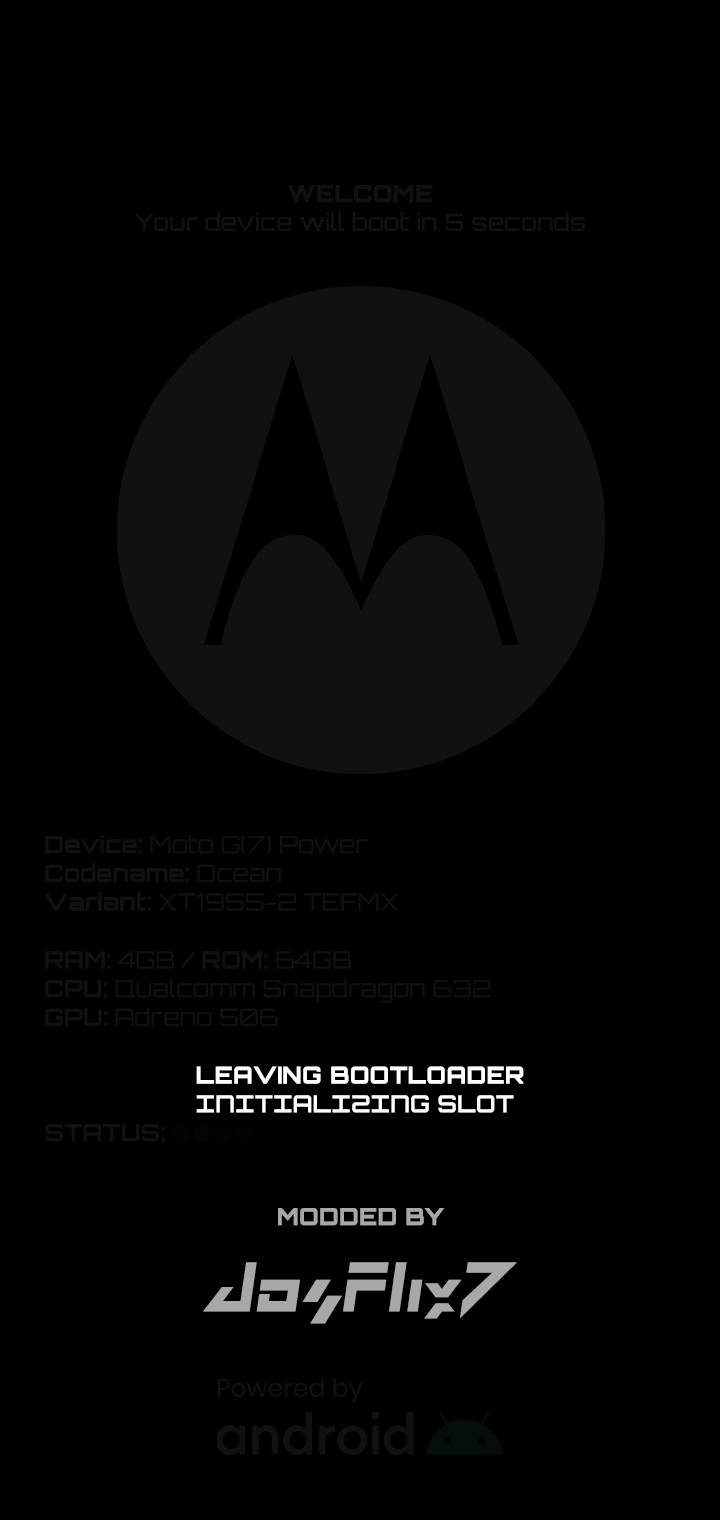 WELCOME
Your device will boot in 5 seconds
Device: Moto G(7) Power
Codename: Ocean
Variant: XT1955-2 TEFMX
RAM: 4GB / ROM: 64GB
CPU: Qualcomm Snapdragon 632
GPU: Adreno 506
LEAVING BOOTLOADER
INITIALIZING SLOT
STATUS:
MODDED BY
JayFlix7
Powered by
android